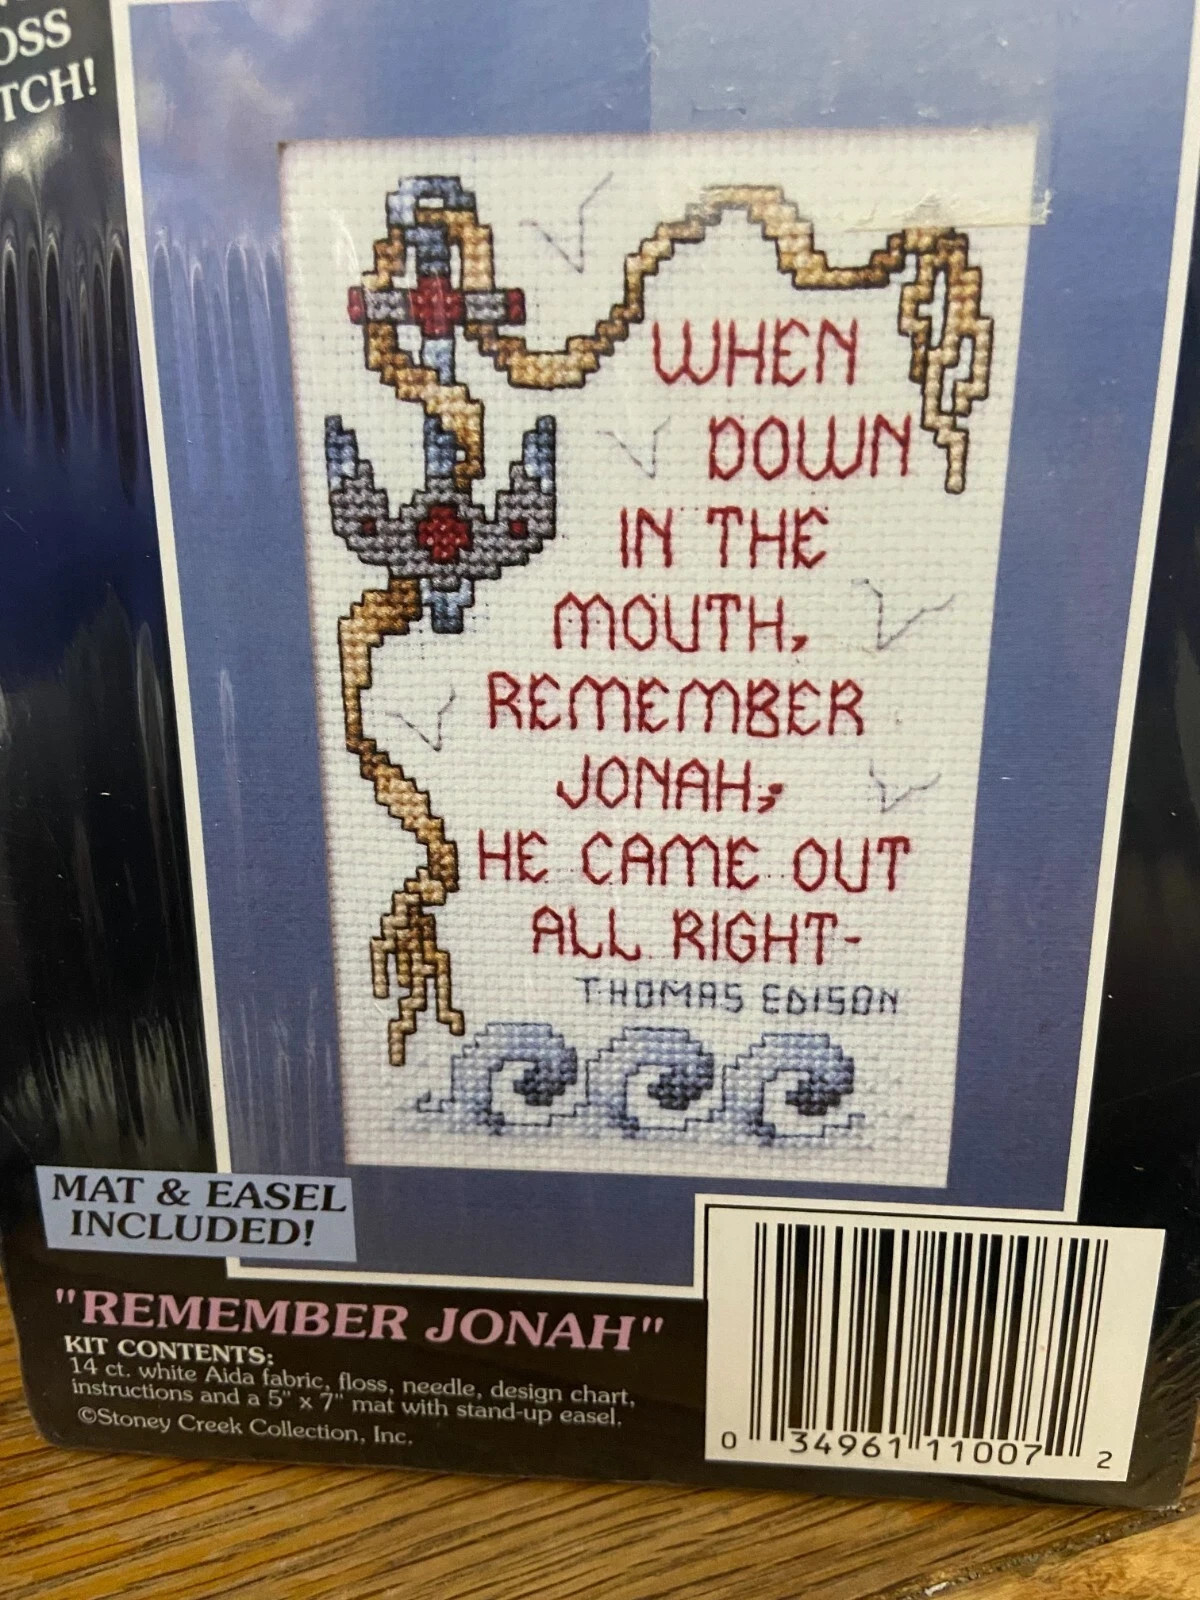 OSS
TCH!
WHEN
DOWN
IN THE
MOUTH,
REMEMBER
JONAH;
HE CAME OUT
ALL RIGHT-
THOMAS EDISON
MAT & EASEL
INCLUDED!
"REMEMBER JONAH"
KIT CONTENTS:
14 ct. white Aida fabric, floss, needle, design chart,
instructions and a 5" x 7" mat with stand-up easel.
©Stoney Creek Collection, Inc.
0 34961 11007 2